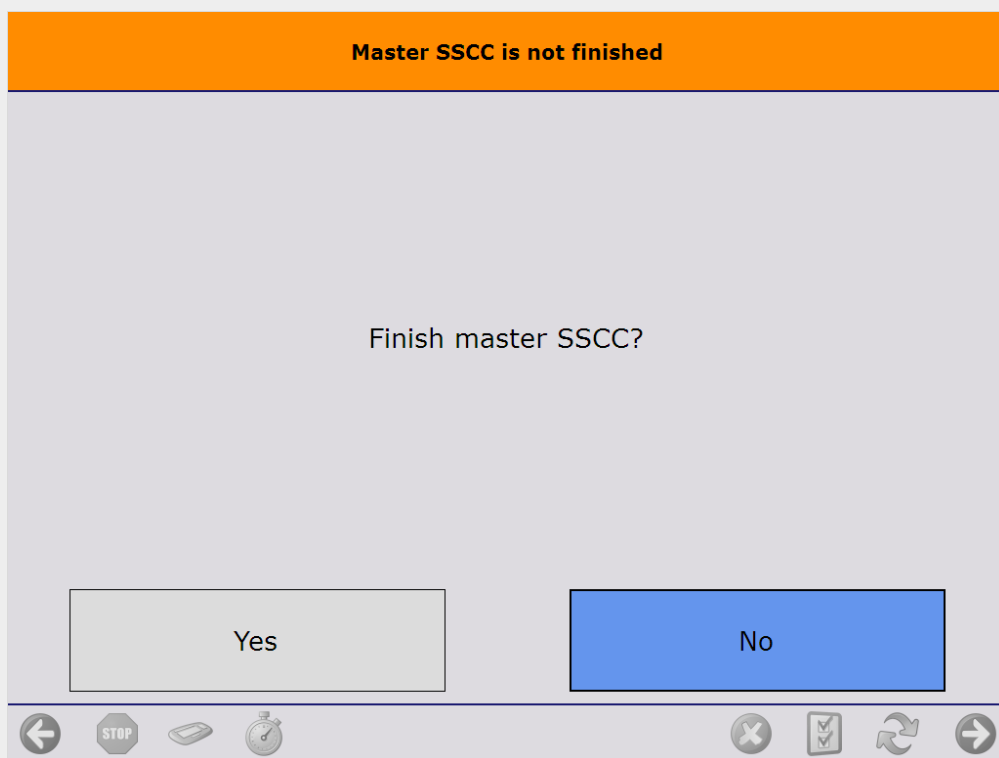 Master SSCC is not finished
Finish master SSCC?
Yes
No
STOP